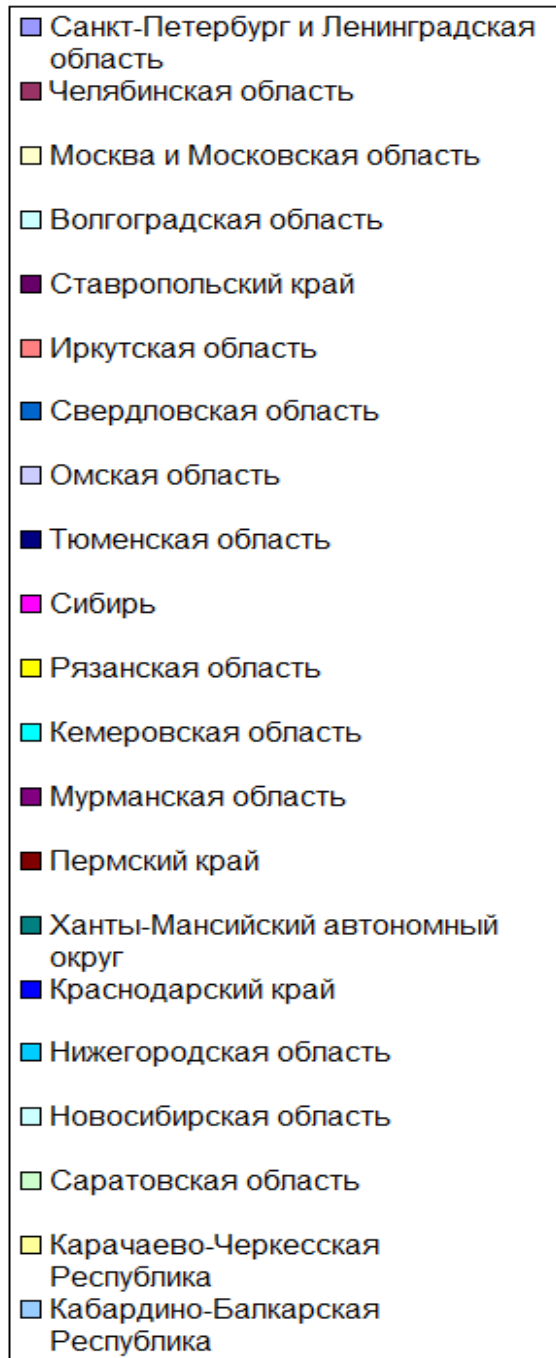 Санкт-Петербург и Ленинградская
область
Челябинская область
Москва и Московская область
Волгоградская область
Ставропольский край
Иркутская область
Свердловская область
Омская область
Тюменская область
Сибирь
Рязанская область
Кемеровская область
Мурманская область
Пермский край
Ханты-Мансийский автономный
округ
Краснодарский край
Нижегородская область
Новосибирская область
Саратовская область
Карачаево-Черкесская
Республика
Кабардино-Балкарская
Республика